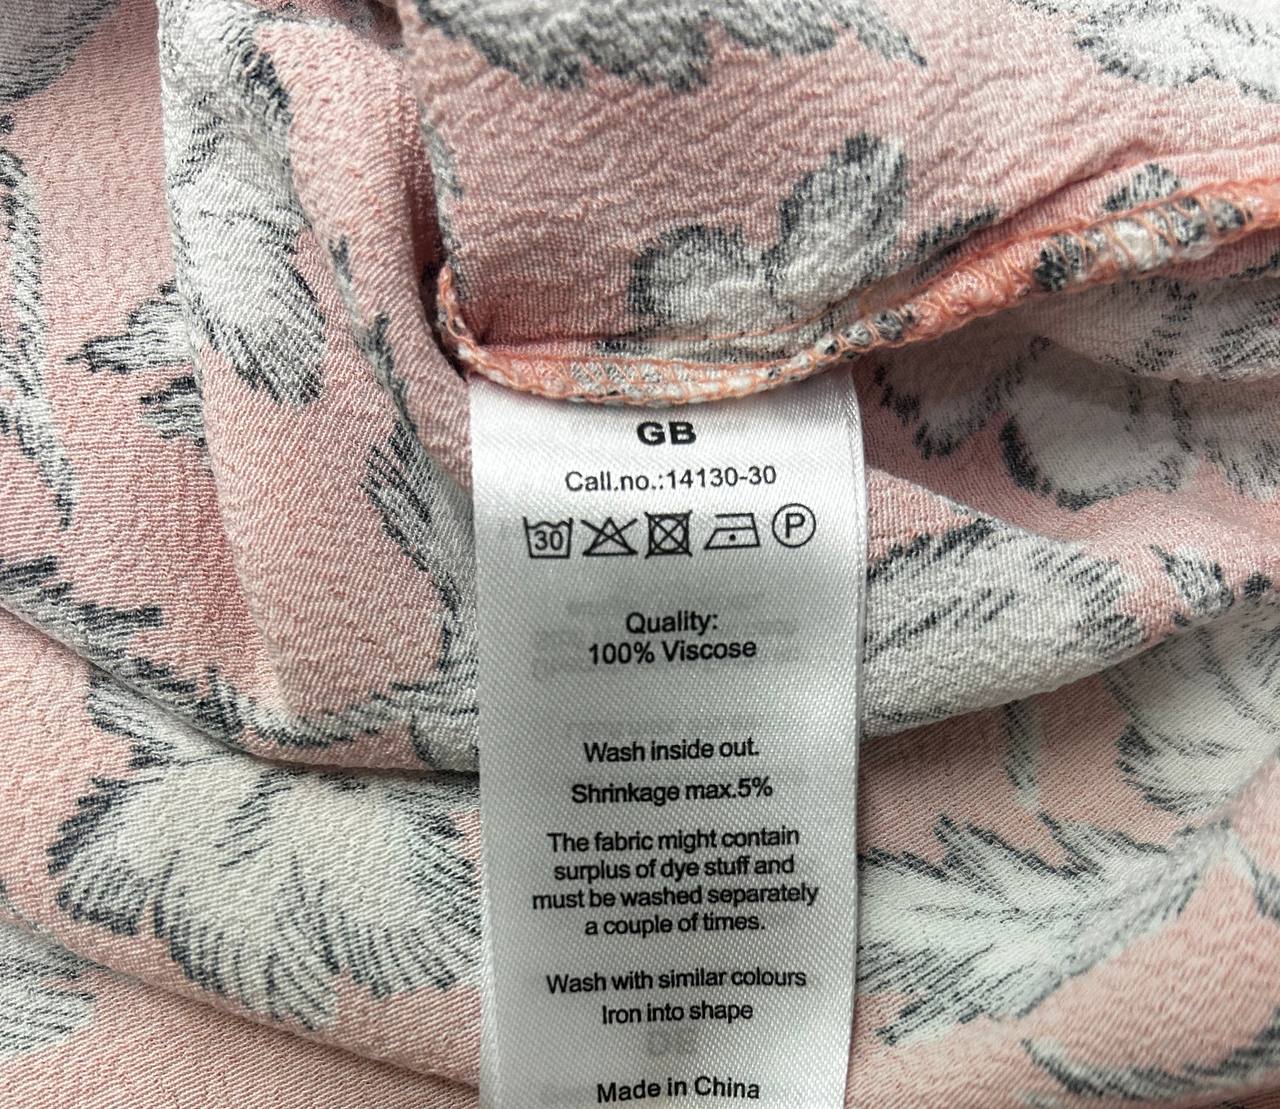 GB
Call.no.:14130-30
30 P
Quality:
100% Viscose
Wash inside out.
Shrinkage max.5%
The fabric might contain
surplus of dye stuff and
must be washed separately
a couple of times.
Wash with similar colours
Iron into shape
Made in China